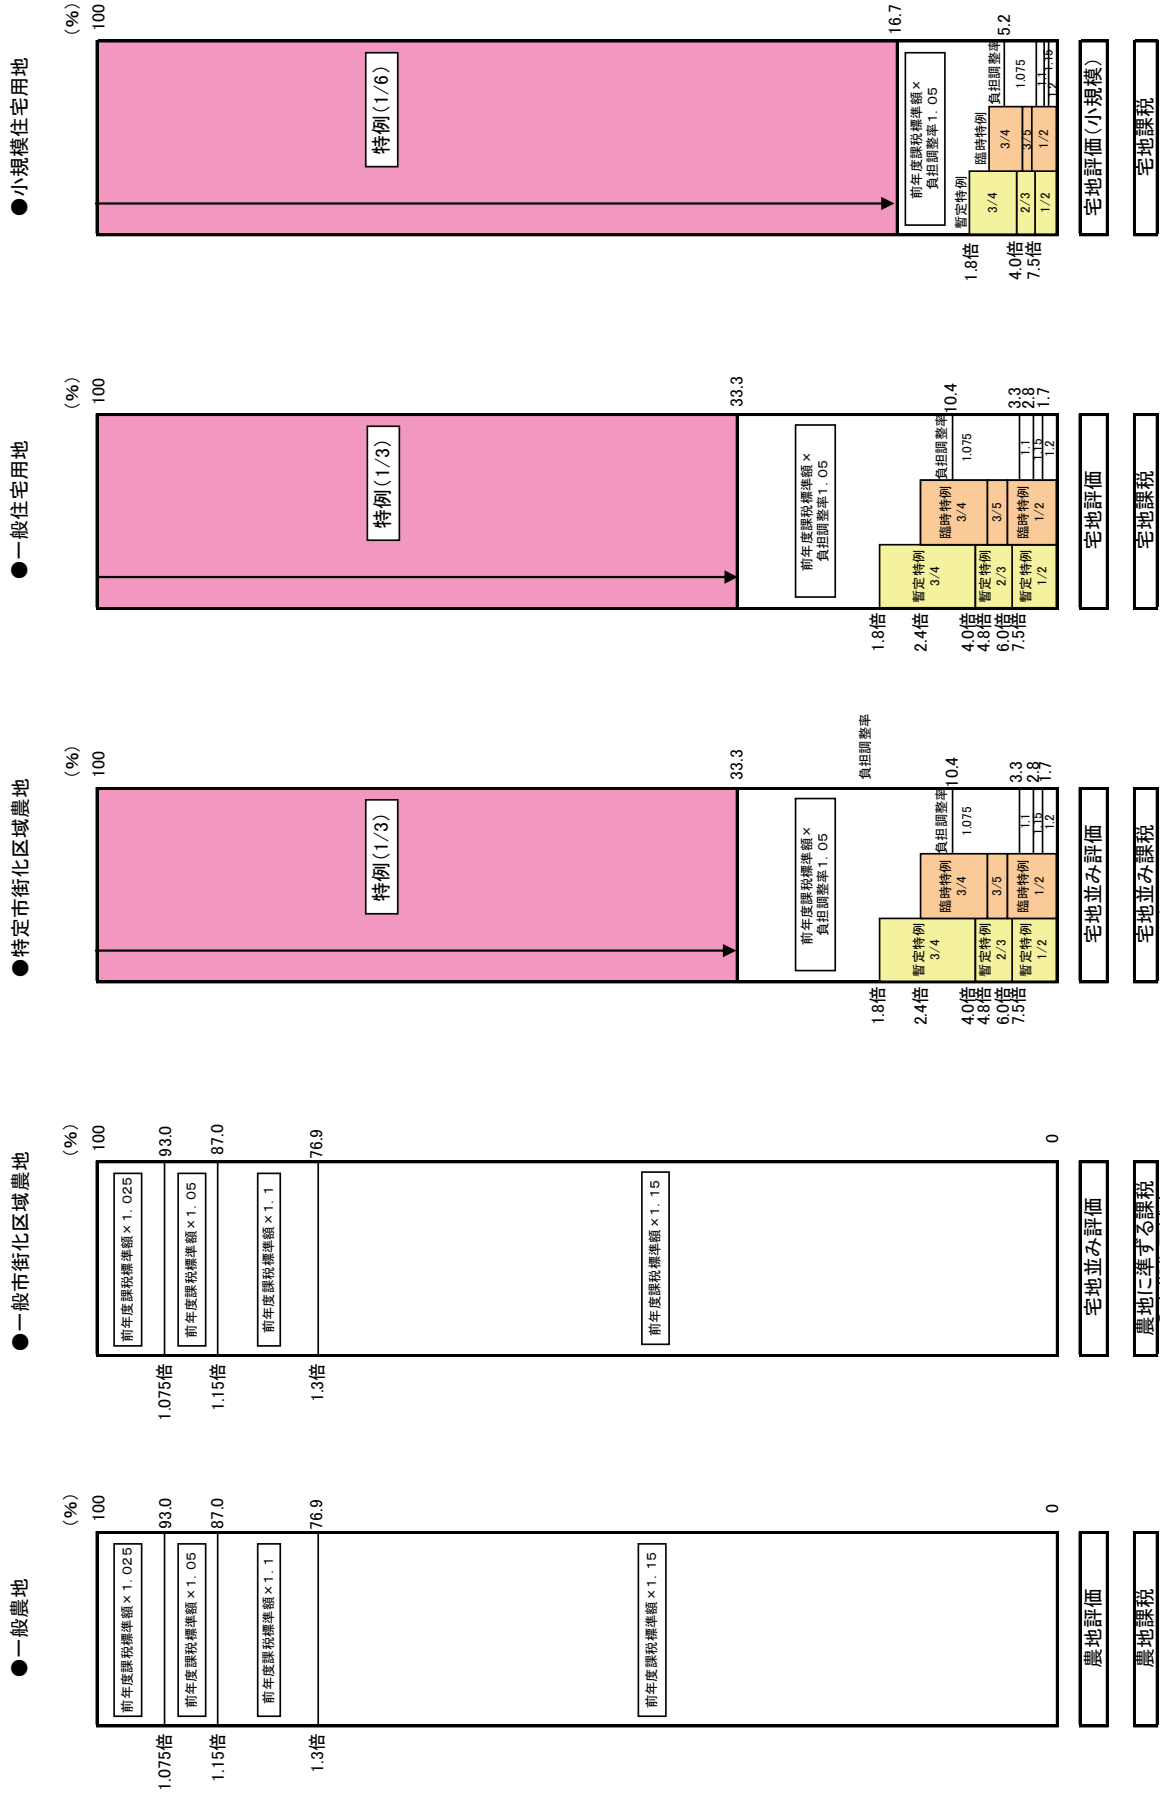 ●一般農地
(%)
100
93.0
87.0
76.9
0
前年度課税標準額×1.025
前年度課税標準額×1.05
前年度課税標準額×1.1
前年度課税標準額×1.15
1.075倍
1.15倍
1.3倍
農地評価
農地課税
●一般市街化区域農地
(%)
100
93.0
87.0
76.9
0
前年度課税標準額×1.025
前年度課税標準額×1.05
前年度課税標準額×1.1
前年度課税標準額×1.15
1.075倍
1.15倍
1.3倍
宅地並み評価
農地に準ずる課税
●特定市街化区域農地
(%)
100
特例(1/3)
33.3
前年度課税標準額×
負担調整率1.05
負担調整率
負担調整率
10.4
1.075
3.3
2.8
1.7
1.1
1.15
1.2
臨時特例
3/4
3/5
臨時特例
1/2
暫定特例
3/4
暫定特例
2/3
暫定特例
1/2
1.8倍
2.4倍
4.0倍
4.8倍
6.0倍
7.5倍
宅地並み評価
宅地並み課税
●一般住宅用地
(%)
100
特例(1/3)
33.3
前年度課税標準額×
負担調整率1.05
負担調整率
10.4
1.075
3.3
2.8
1.7
1.1
1.15
1.2
臨時特例
3/4
3/5
臨時特例
1/2
暫定特例
3/4
暫定特例
2/3
暫定特例
1/2
1.8倍
2.4倍
4.0倍
4.8倍
6.0倍
7.5倍
宅地評価
宅地課税
●小規模住宅用地
(%)
100
特例(1/6)
16.7
前年度課税標準額×
負担調整率1.05
負担調整率
5.2
1.075
1.1
1.15
1.2
臨時特例
3/4
3/5
1/2
暫定特例
3/4
2/3
1/2
1.8倍
4.0倍
7.5倍
宅地評価(小規模)
宅地課税